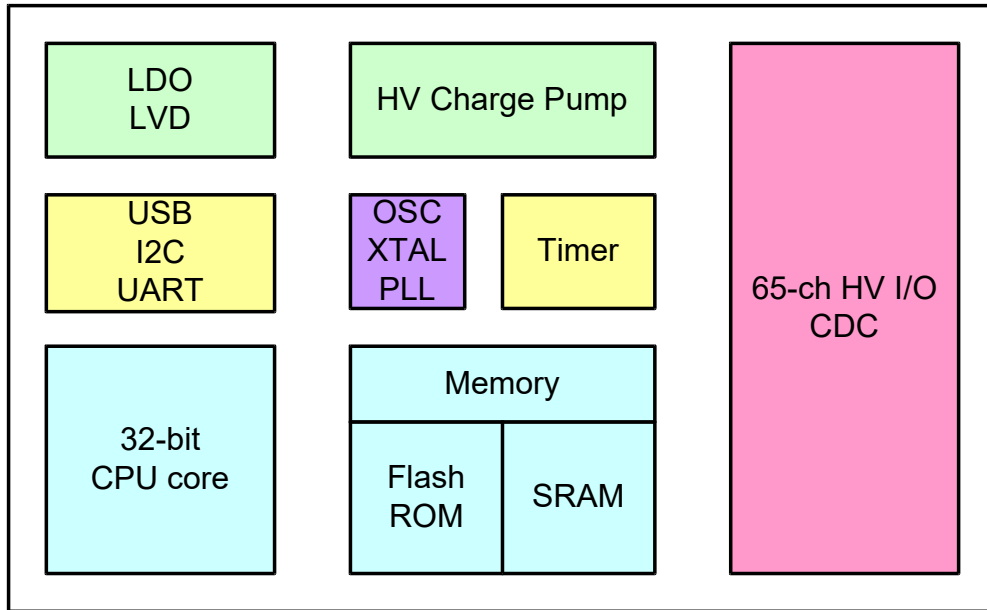 LDO
LVD
HV Charge Pump
USB
I2C
UART
OSC
XTAL
PLL
Timer
65-ch HV I/O
CDC
32-bit
CPU core
Memory
Flash
ROM
SRAM